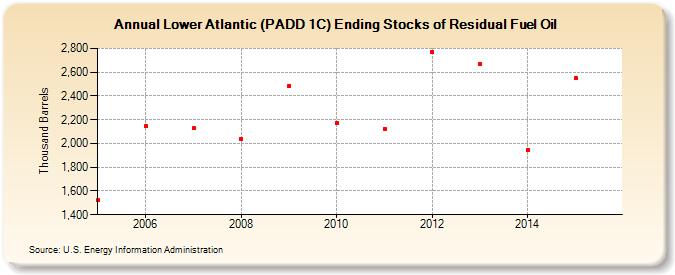 Annual Lower Atlantic (PADD 1C) Ending Stocks of Residual Fuel Oil
Thousand Barrels
2,800
2,600
2,400
2,200
2,000
1,800
1,600
1,400
2006 2008 2010 2012 2014
Source: U.S. Energy Information Administration